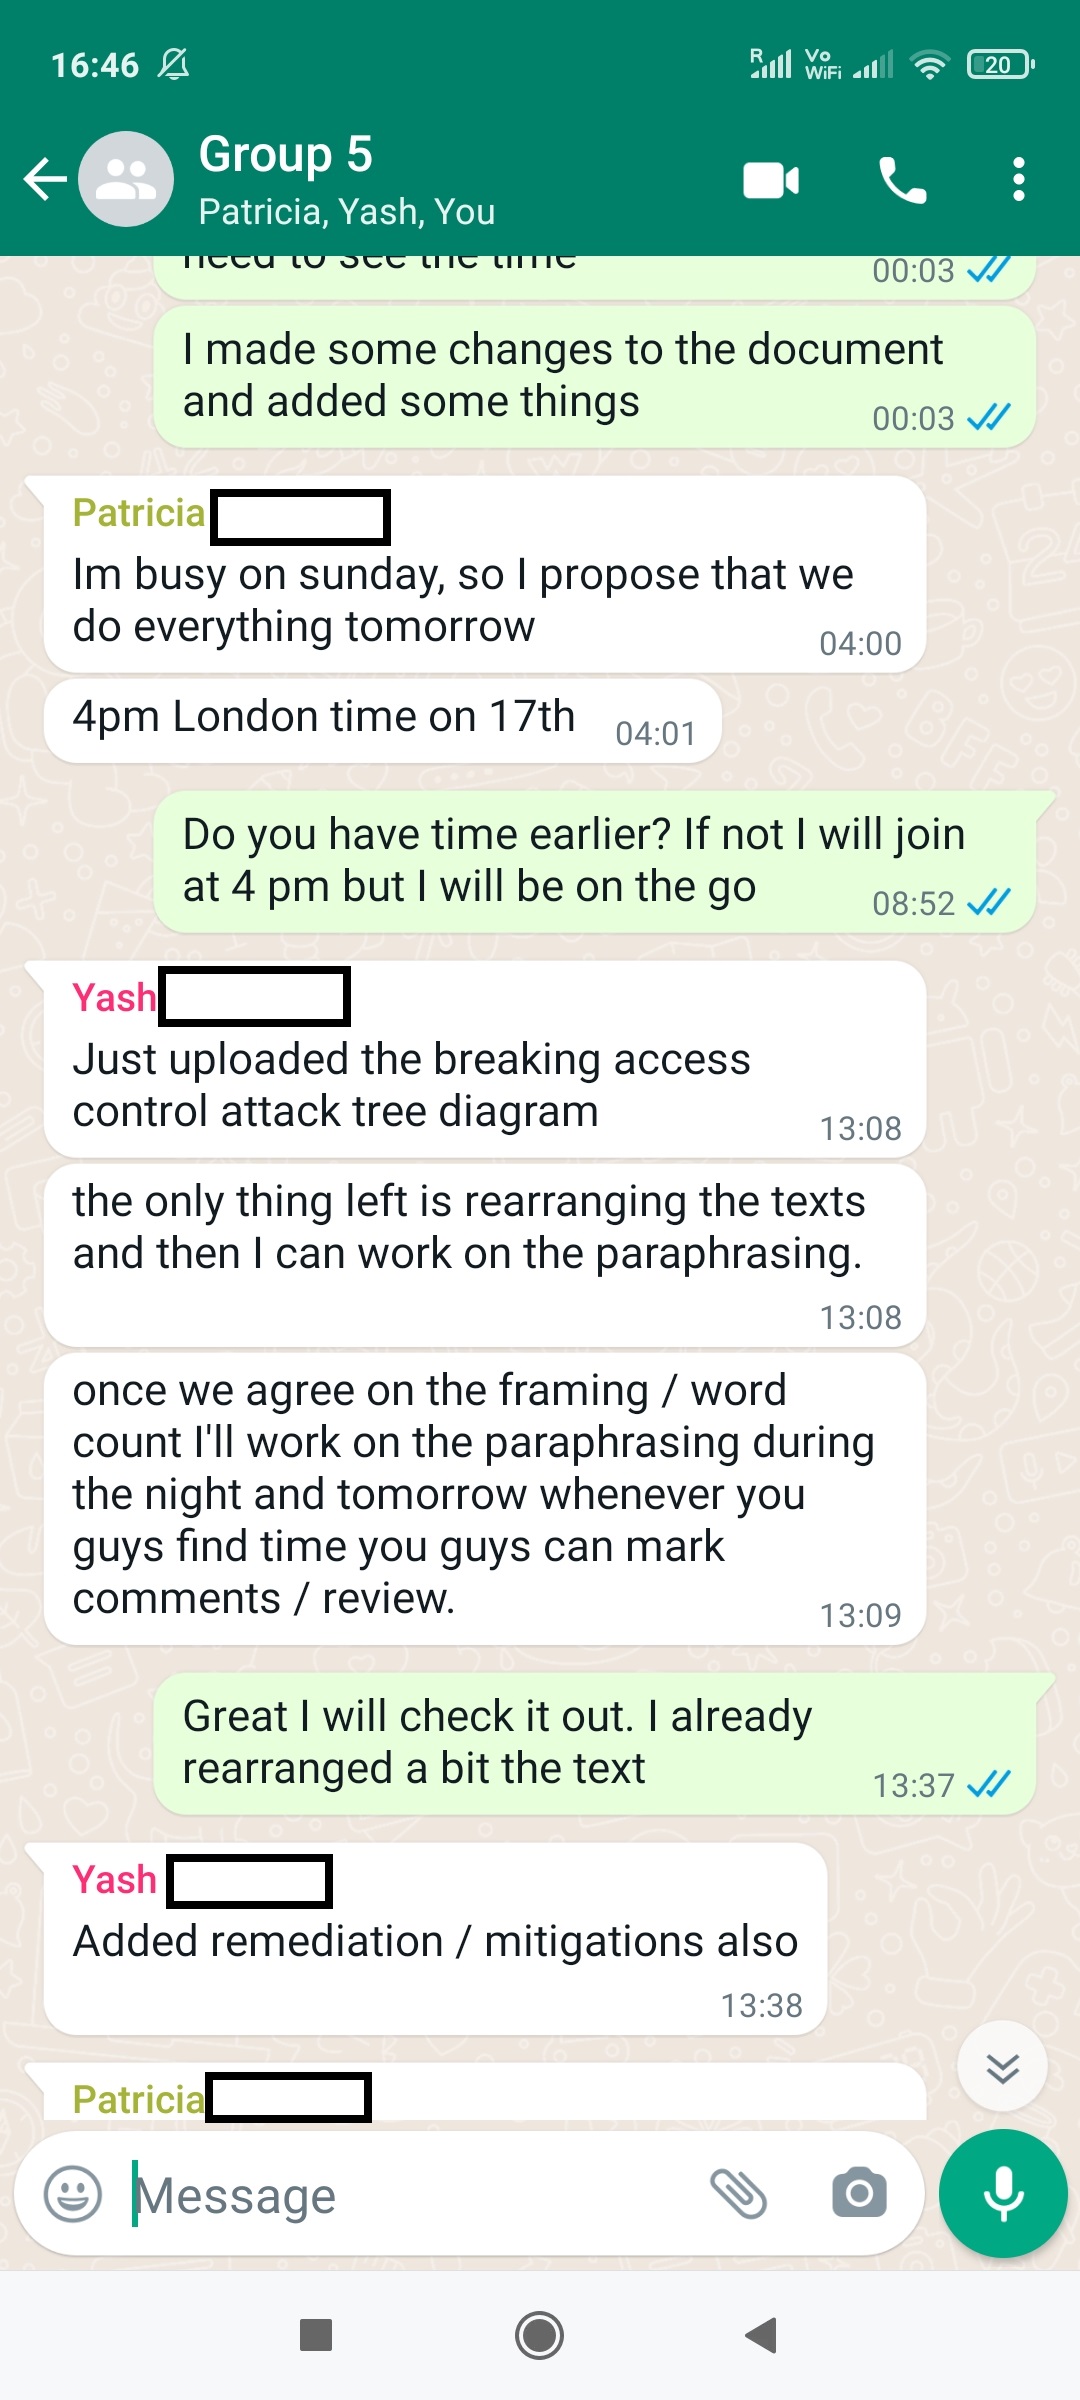 16:46
R
Vo
WiFi
20
Group 5
Patricia, Yash, You
need to see the time
00:03
I made some changes to the document
and added some things
00:03
Patricia
Im busy on sunday, so I propose that we
do everything tomorrow
04:00
4pm London time on 17th
04:01
Do you have time earlier? If not I will join
at 4 pm but I will be on the go
08:52
Yash
Just uploaded the breaking access
control attack tree diagram
13:08
the only thing left is rearranging the texts
and then I can work on the paraphrasing.
13:08
once we agree on the framing / word
count I'll work on the paraphrasing during
the night and tomorrow whenever you
guys find time you guys can mark
comments / review.
13:09
Great I will check it out. I already
rearranged a bit the text
13:37
Yash
Added remediation / mitigations also
13:38
Patricia
Message